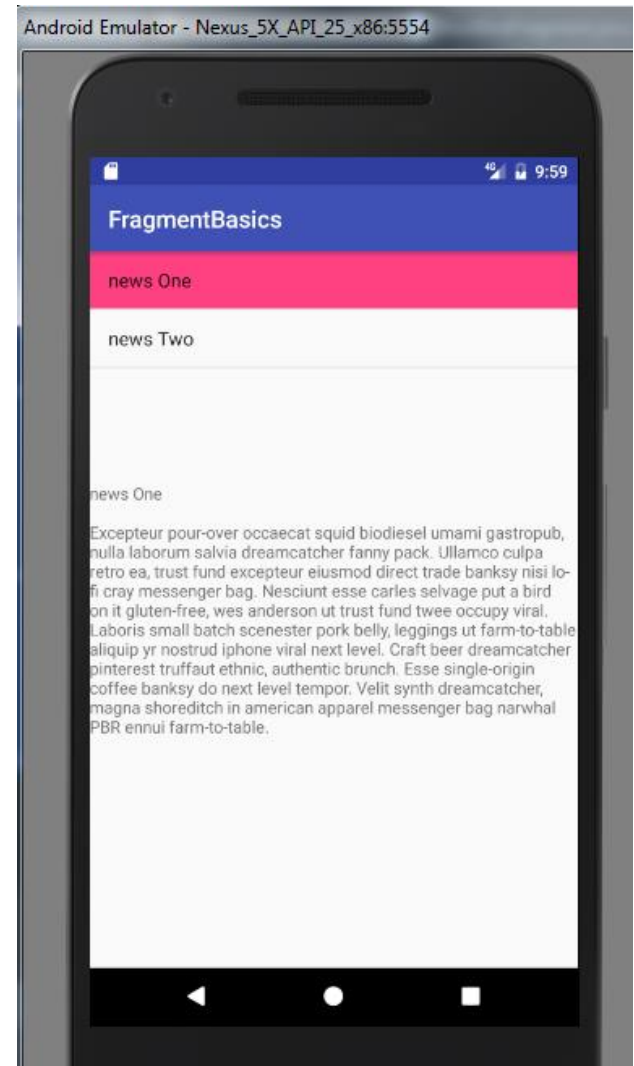 Android Emulator - Nexus_5X_API_25_x86:5554
4G 9:59
FragmentBasics
news One
news Two
news One
Excepteur pour-over occaecat squid biodiesel umami gastropub,
nulla laborum salvia dreamcatcher fanny pack. Ullamco culpa
retro ea, trust fund excepteur eiusmod direct trade banksy nisi lo-
fi cray messenger bag. Nesciunt esse carles selvage put a bird
on it gluten-free, wes anderson ut trust fund twee occupy viral.
Laboris small batch scenester pork belly, leggings ut farm-to-table
aliquip yr nostrud iphone viral next level. Craft beer dreamcatcher
pinterest truffaut ethnic, authentic brunch. Esse single-origin
coffee banksy do next level tempor. Velit synth dreamcatcher,
magna shoreditch in american apparel messenger bag narwhal
PBR ennui farm-to-table.